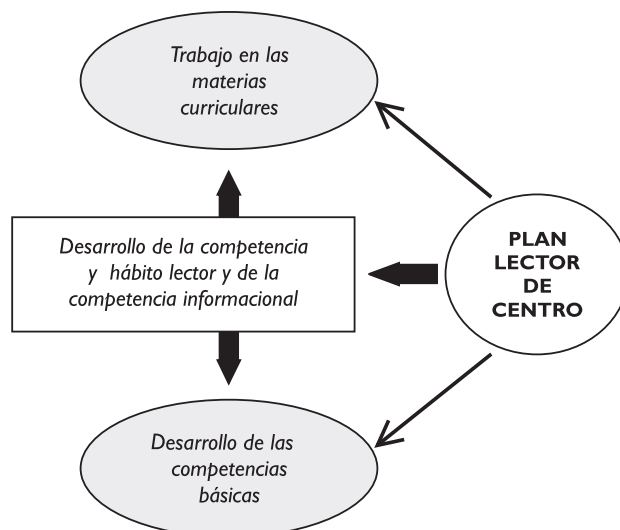 Trabajo en las
materias
curriculares
Desarrollo de la competencia
y hábito lector y de la
competencia informacional
PLAN
LECTOR
DE
CENTRO
Desarrollo de las
competencias
básicas